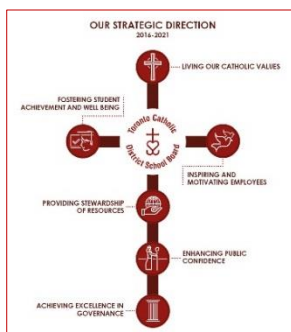 OUR STRATEGIC DIRECTION
2016-2021
LIVING OUR CATHOLIC VALUES
FOSTERING STUDENT
ACHIEVEMENT AND WELL BEING
Toronto Catholic
District School Board
INSPIRING AND
MOTIVATING EMPLOYEES
PROVIDING STEWARDSHIP
OF RESOURCES
ENHANCING PUBLIC
CONFIDENCE
ACHIEVING EXCELLENCE IN
GOVERNANCE